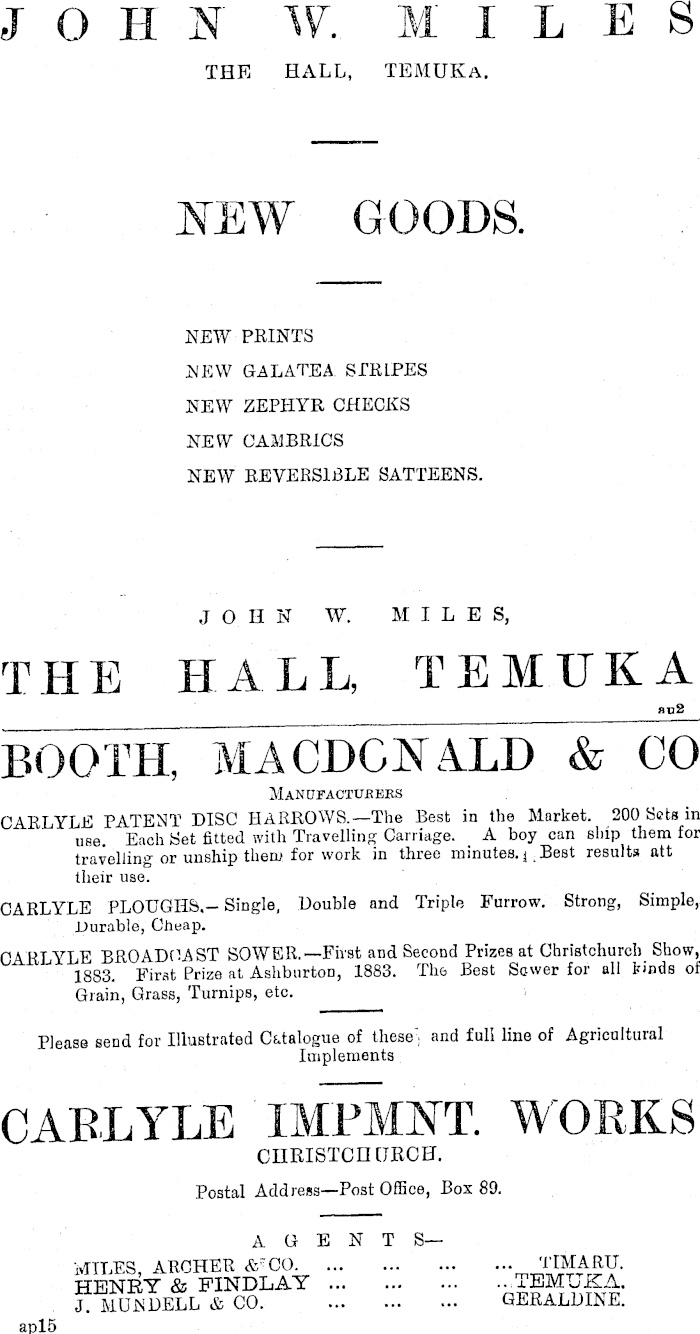 JOHN W. MILES
THE HALL, TEMUKA.
NEW GOODS.
NEW PRINTS
NEW GALATEA STRIPES
NEW ZEPHYR CHECKS
NEW CAMBRICS
NEW REVERSIBLE SATTEENS.
JOHN W. MILES,
THE HALL, TEMUKA
au2
BOOTH, MACDONALD & CO
MANUFACTURERS
CARLYLE PATENT DISC HARROWS.—The Best in the Market. 200 Sets in
use. Each Set fitted with Travelling Carriage. A boy can ship them for
travelling or unship them for work in three minutes. Best results att
their use.
CARLYLE PLOUGHS.—Single, Double and Triple Furrow. Strong, Simple,
Durable, Cheap.
CARLYLE BROADCAST SOWER.—First and Second Prizes at Christchurch Show,
1883. First Prize at Ashburton, 1883. The Best Sower for all kinds of
Grain, Grass, Turnips, etc.
Please send for Illustrated Catalogue of these and full line of Agricultural
Implements
CARLYLE IMPMNT. WORKS
CHRISTCHURCH.
Postal Address—Post Office, Box 89.
AGENTS—
MILES, ARCHER & CO. ... ... ... ... TIMARU.
HENRY & FINDLAY ... ... ... ... TEMUKA.
J. MUNDELL & CO. ... ... ... GERALDINE.
ap15